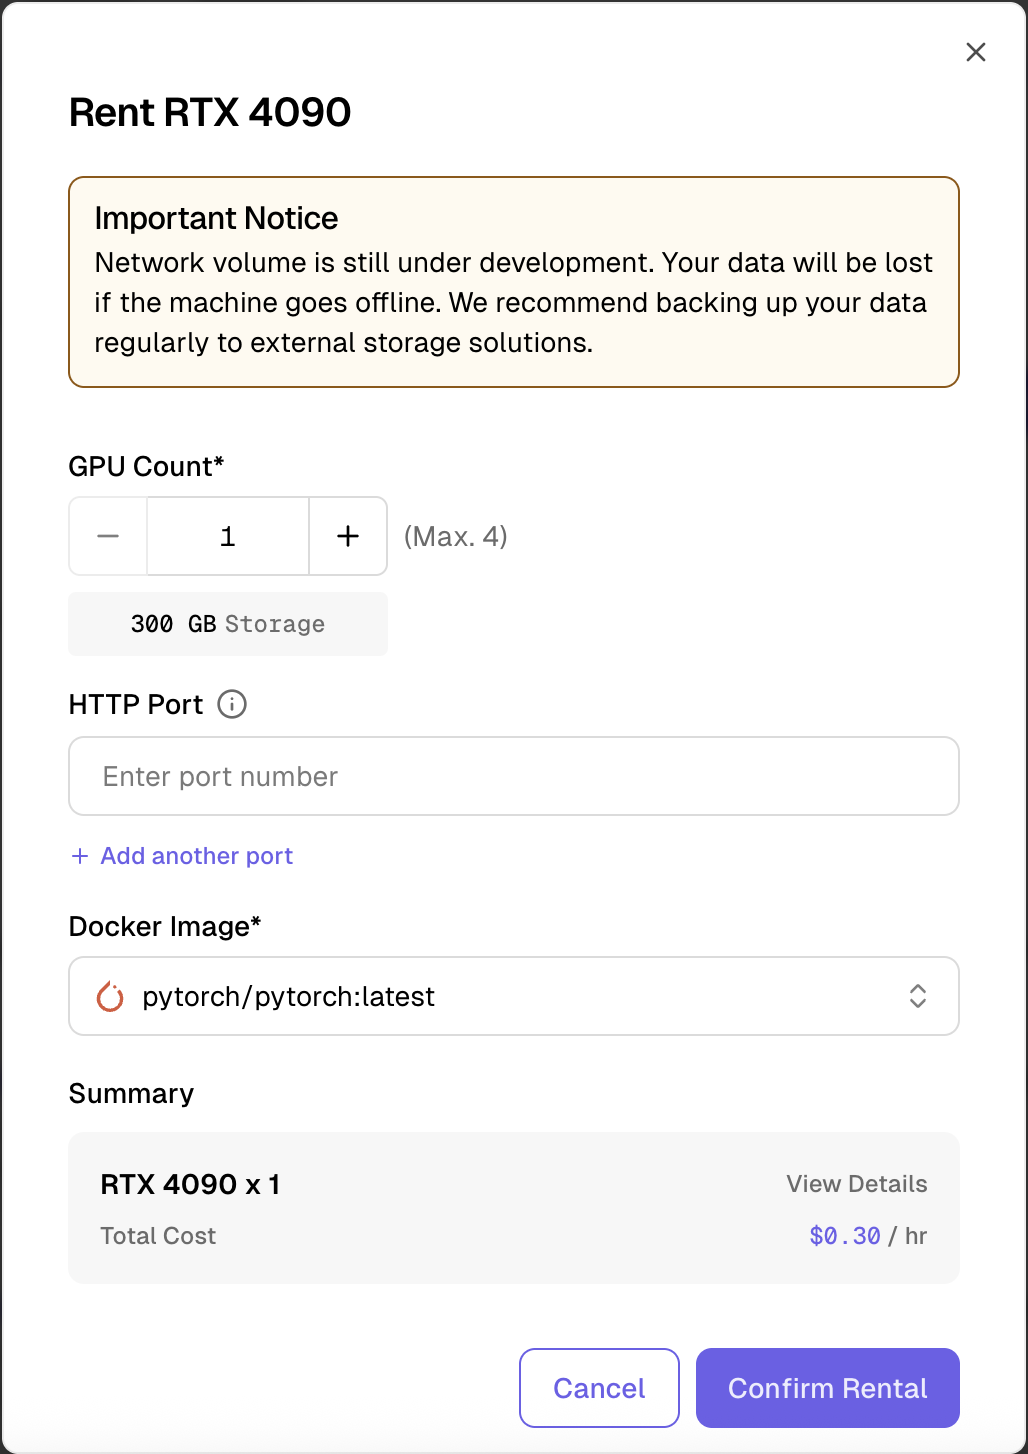 Rent RTX 4090
Important Notice
Network volume is still under development. Your data will be lost
if the machine goes offline. We recommend backing up your data
regularly to external storage solutions.
GPU Count*
1
(Max. 4)
300 GB Storage
HTTP Port
Enter port number
+ Add another port
Docker Image*
pytorch/pytorch:latest
Summary
RTX 4090 x 1
View Details
Total Cost
$0.30 / hr
Cancel
Confirm Rental